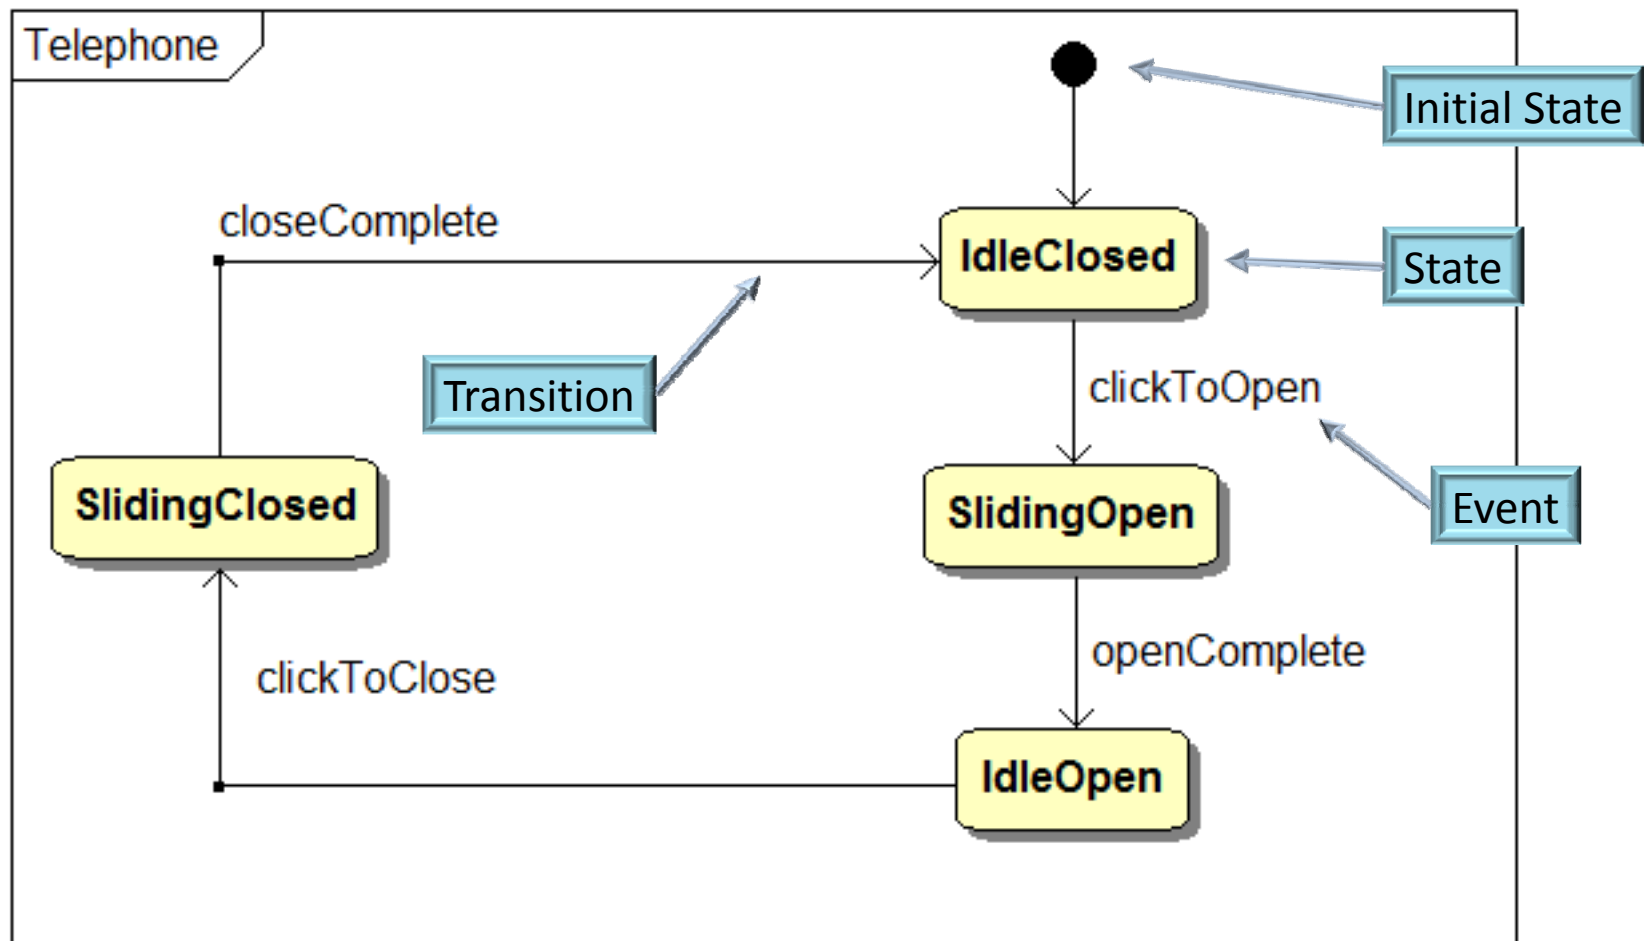 Telephone
Initial State
closeComplete
IdleClosed
State
Transition
clickToOpen
SlidingClosed
SlidingOpen
Event
openComplete
clickToClose
IdleOpen